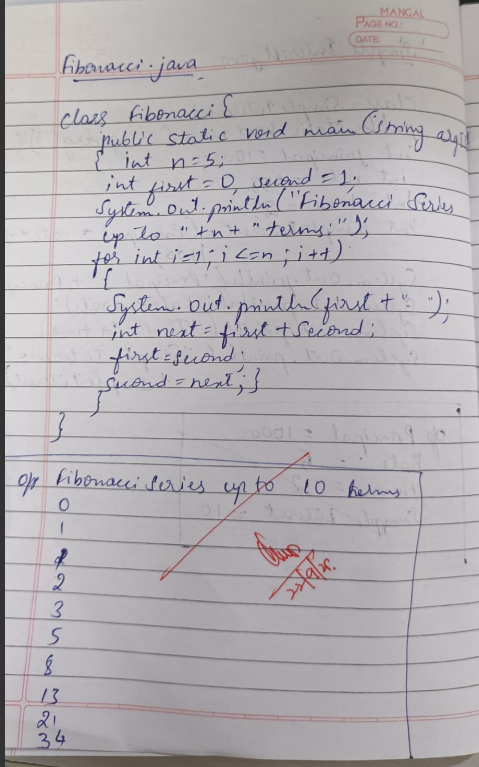 MANGAL
PAGE NO.:
DATE:
Fibonacci.java
class Fibonacci {
public static void main(String args[])
{ int n=5;
int first=0, second=1;
System.out.println("Fibonacci Series
up to "+n+" terms:");
for int i=1; i<=n; i++)
{
System.out.println(first+" ");
int next=first+second;
first=second;
second=next; }
}
}
o/p Fibonacci series up to 10 terms
0
1
1
2
3
5
8
13
21
34